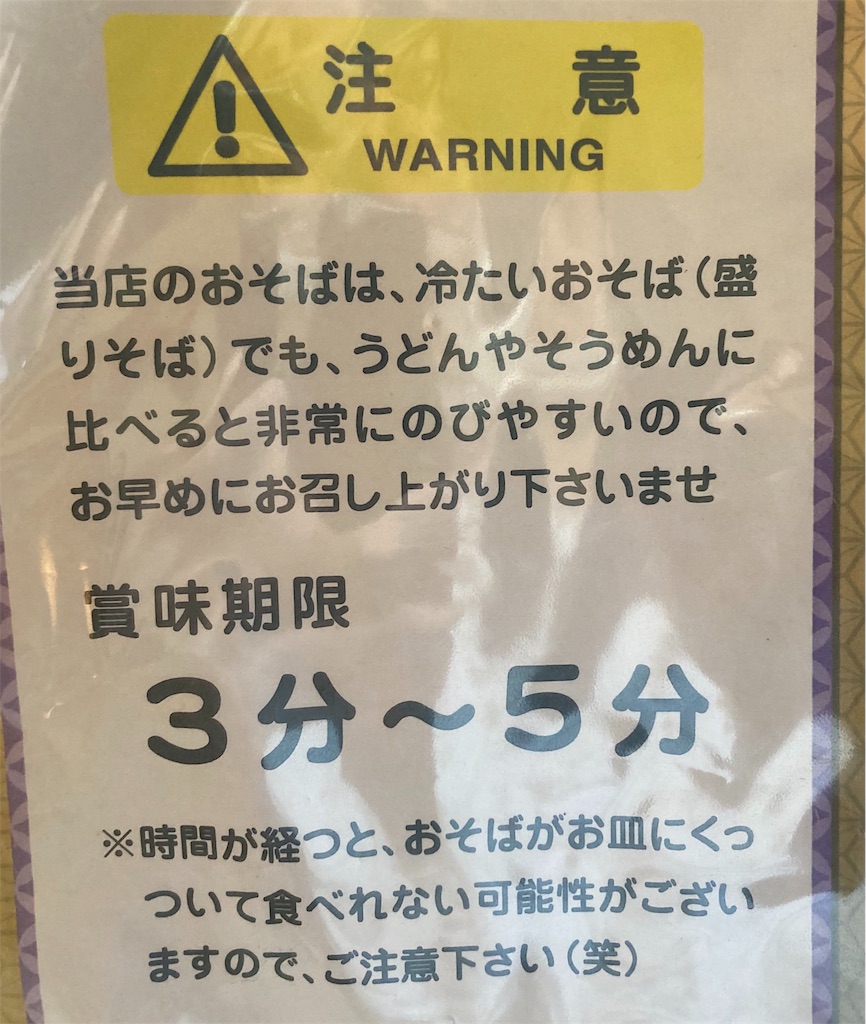 注意
WARNING
当店のおそばは、冷たいおそば(盛
りそば)でも、うどんやそうめんに
比べると非常にのびやすいので、
お早めにお召し上がり下さいませ
賞味期限
3分～5分
※時間が経つと、おそばがお皿にくっ
ついて食べれない可能性がござい
ますので、ご注意下さい(笑)